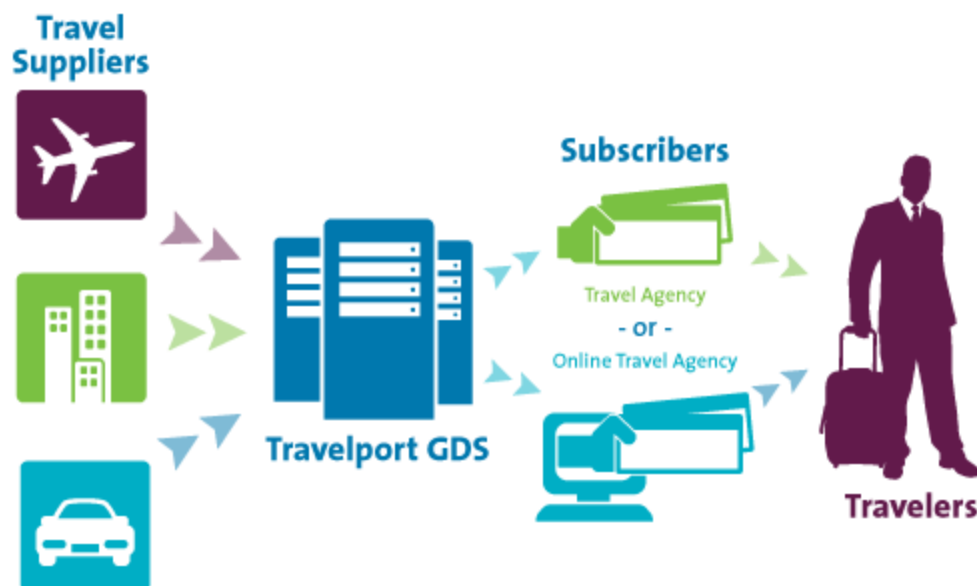 Travel
Suppliers
Subscribers
Travel Agency
- or -
Online Travel Agency
Travelport GDS
Travelers